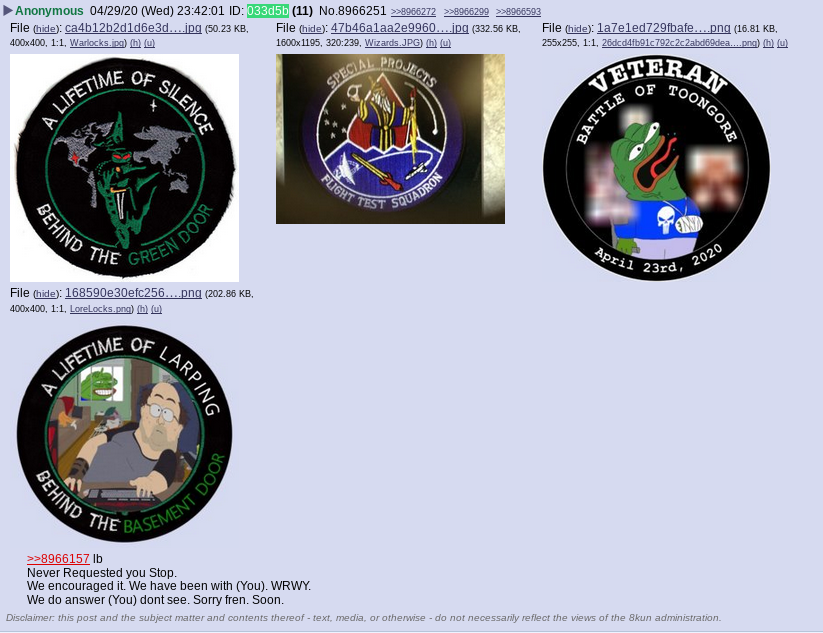 Anonymous 04/29/20 (Wed) 23:42:01 ID: 033d5b (11) No.8966251 >>8966272 >>8966299 >>8966593
File (hide): ca4b12b2d1d6e3d….jpg (50.23 KB,
400x400, 1:1, Warlocks.jpg) (h) (u)
A LIFETIME OF SILENCE
BEHIND THE GREEN DOOR
File (hide): 47b46a1aa2e9960….jpg (332.56 KB,
1600x1195, 320:239, Wizards.JPG) (h) (u)
SPECIAL PROJECTS
FLIGHT TEST SQUADRON
File (hide): 1a7e1ed729fbafe….png (16.81 KB,
255x255, 1:1, 26dcd4fb91c792c2c2abd69dea….png) (h) (u)
VETERAN
BATTLE OF TOONGORE
April 23rd, 2020
File (hide): 168590e30efc256….png (202.86 KB,
400x400, 1:1, LoreLocks.png) (h) (u)
A LIFETIME OF LARPING
BEHIND THE BASEMENT DOOR
>>8966157 lb
Never Requested you Stop.
We encouraged it. We have been with (You). WRWY.
We do answer (You) dont see. Sorry fren. Soon.
Disclaimer: this post and the subject matter and contents thereof - text, media, or otherwise - do not necessarily reflect the views of the 8kun administration.